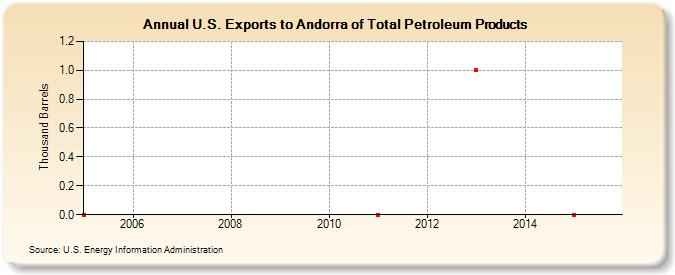 Annual U.S. Exports to Andorra of Total Petroleum Products
Thousand Barrels
1.2
1.0
0.8
0.6
0.4
0.2
0.0
2006 2008 2010 2012 2014
Source: U.S. Energy Information Administration